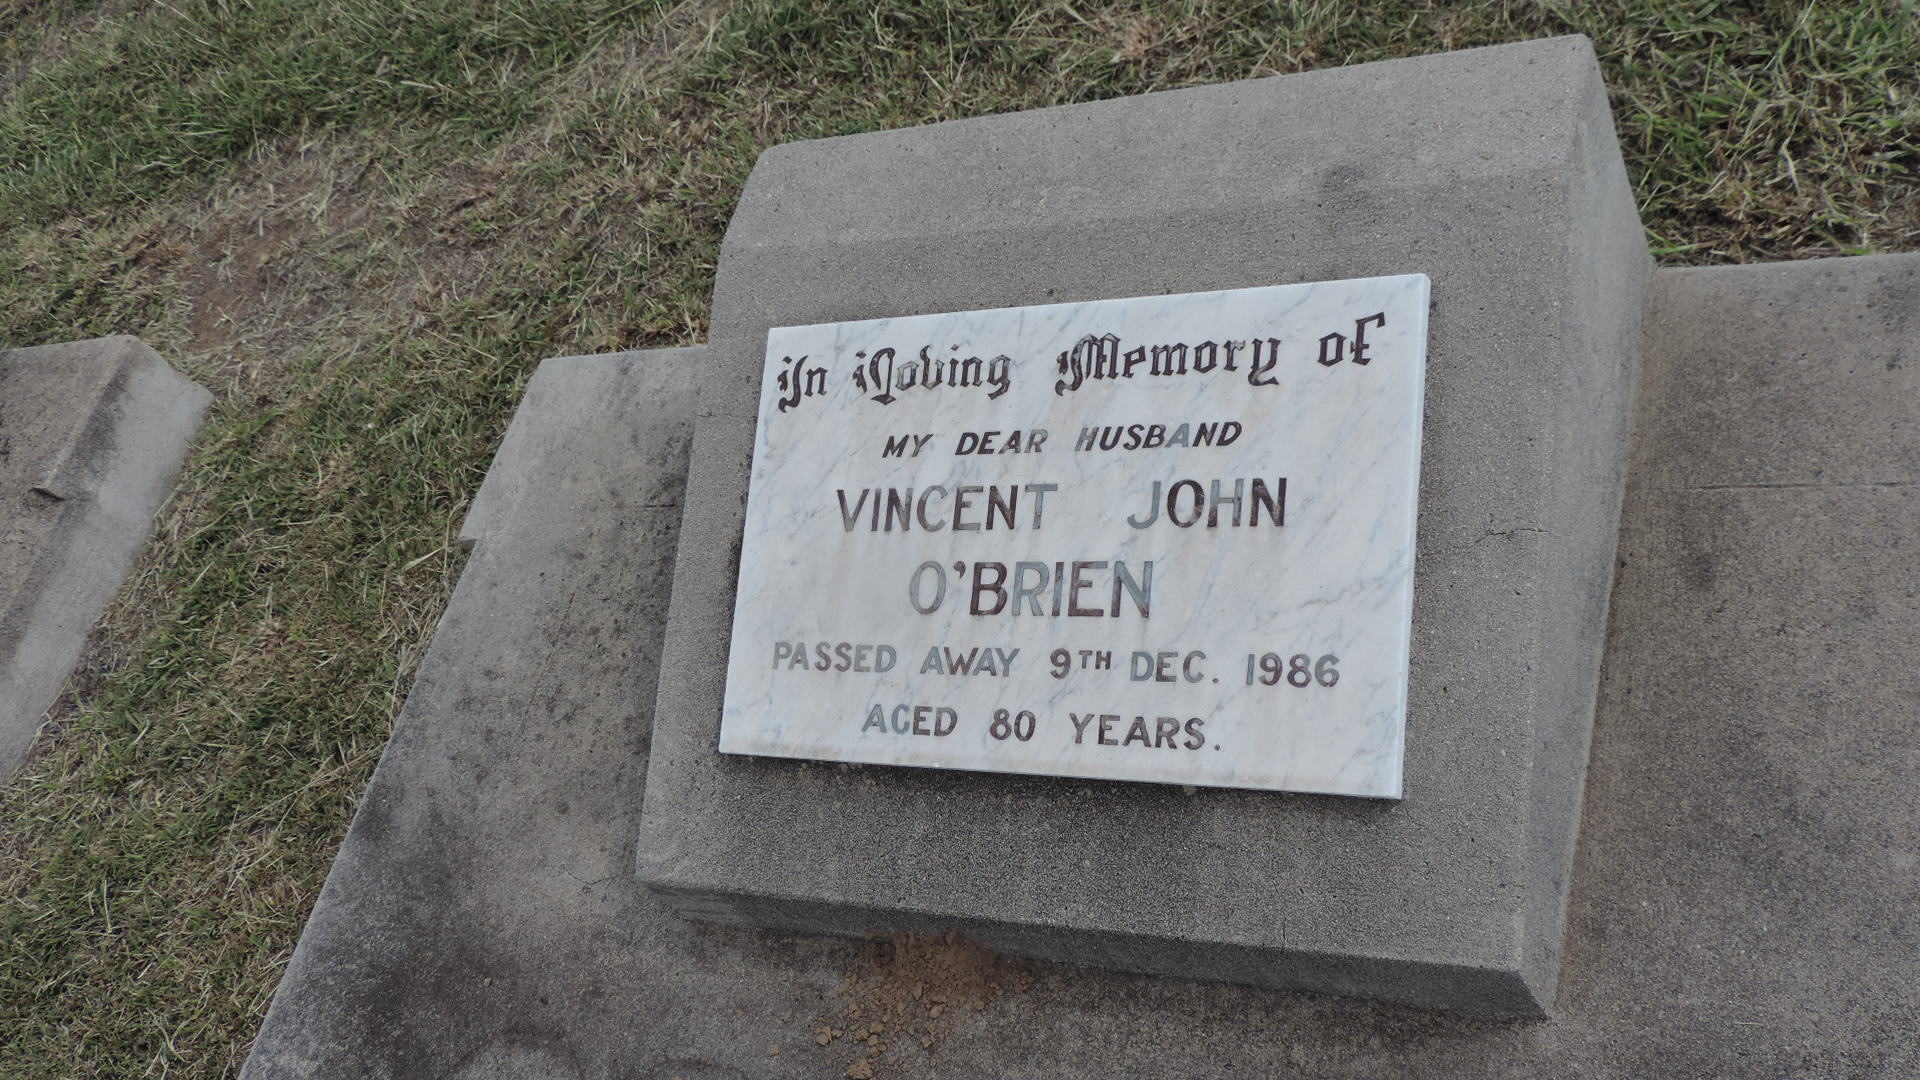 In Loving Memory of
MY DEAR HUSBAND
VINCENT JOHN
O'BRIEN
PASSED AWAY 9TH DEC. 1986
AGED 80 YEARS.